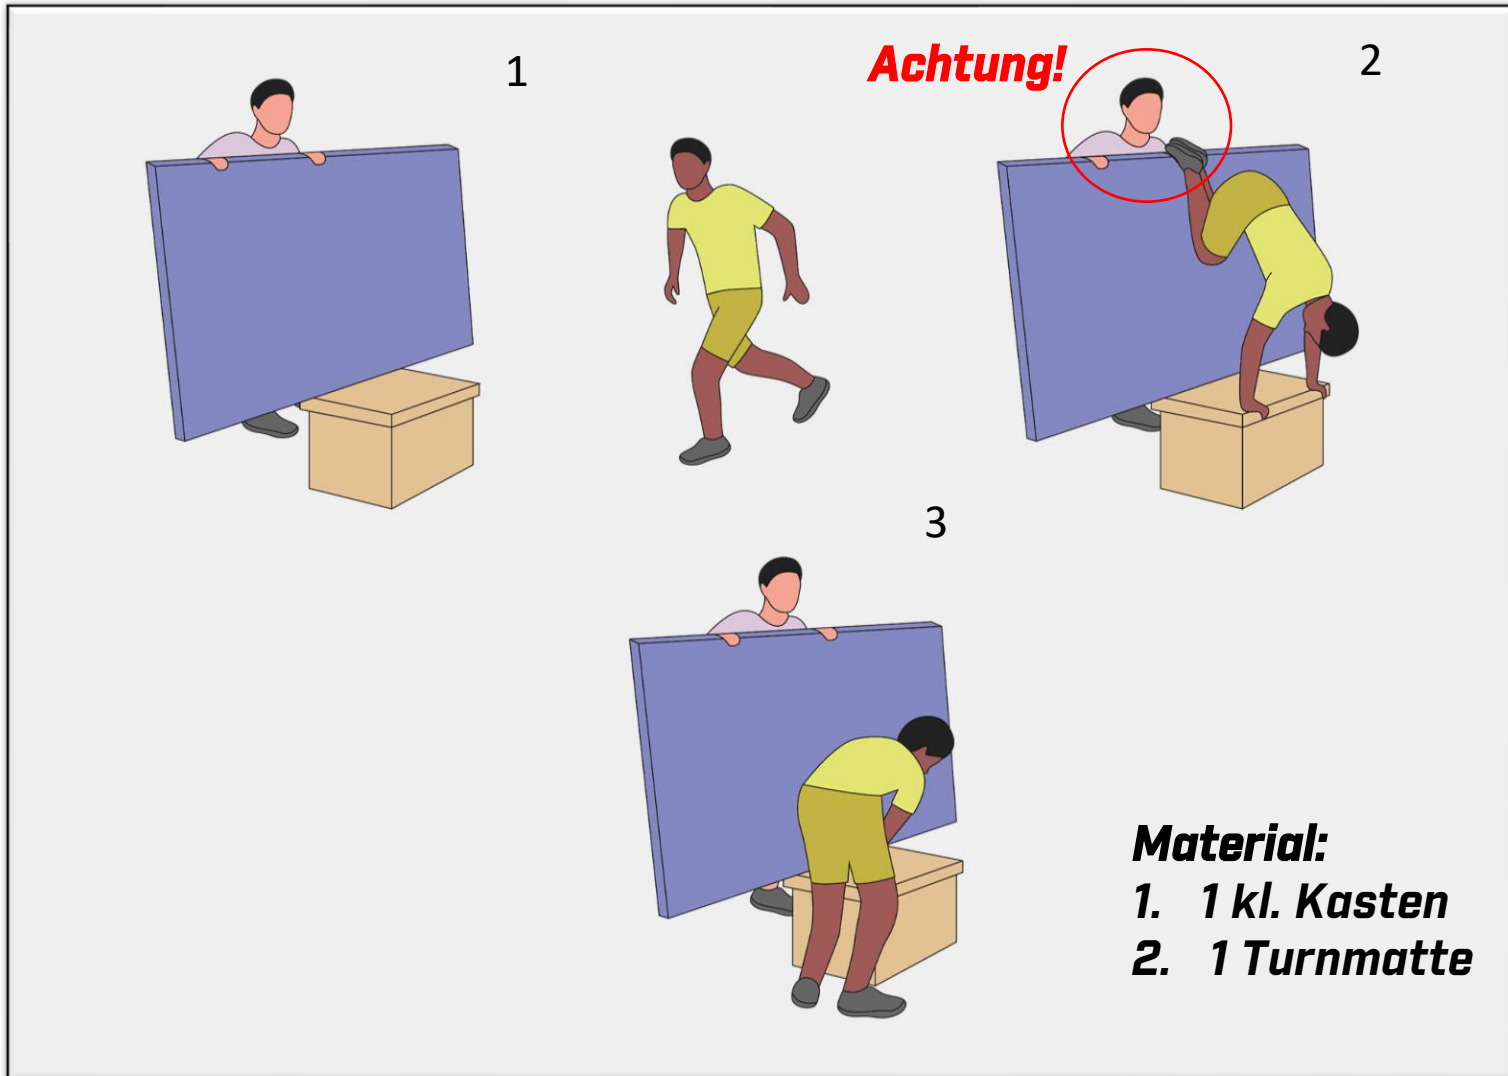 1
Achtung!
2
3
Material:
1. 1 kl. Kasten
2. 1 Turnmatte